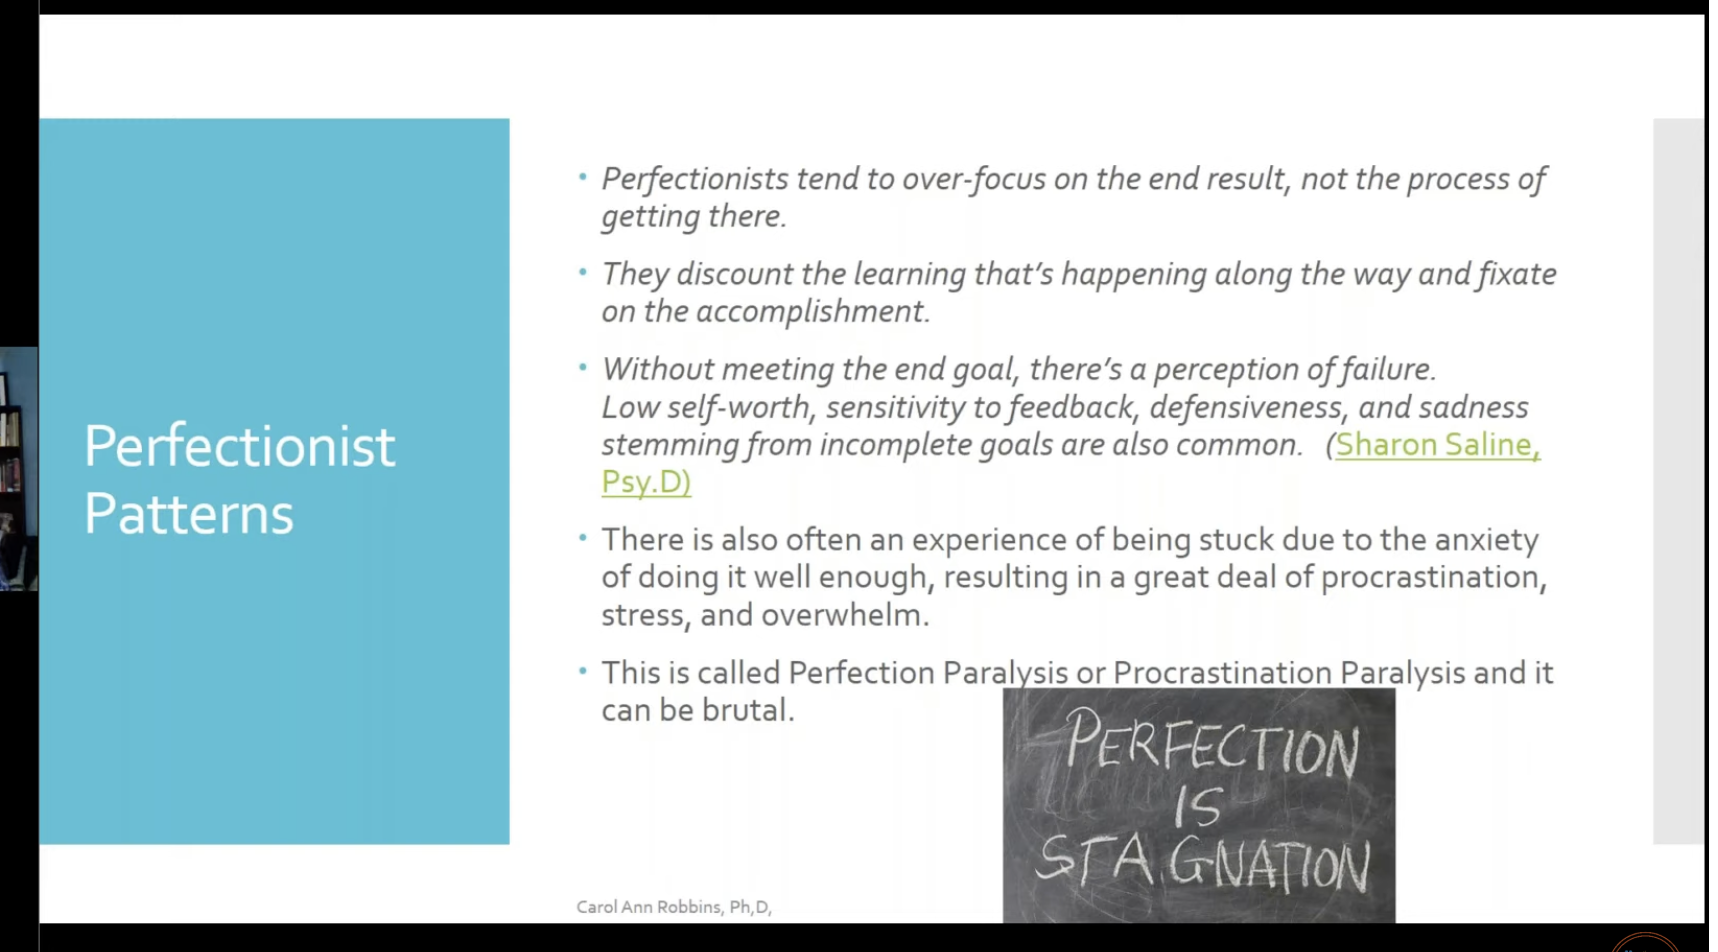 Perfectionist
Patterns
• Perfectionists tend to over-focus on the end result, not the process of
getting there.
• They discount the learning that's happening along the way and fixate
on the accomplishment.
• Without meeting the end goal, there's a perception of failure.
Low self-worth, sensitivity to feedback, defensiveness, and sadness
stemming from incomplete goals are also common.   (Sharon Saline,
Psy.D)
• There is also often an experience of being stuck due to the anxiety
of doing it well enough, resulting in a great deal of procrastination,
stress, and overwhelm.
• This is called Perfection Paralysis or Procrastination Paralysis and it
can be brutal.
PERFECTION
IS
STAGNATION
Carol Ann Robbins, Ph,D,